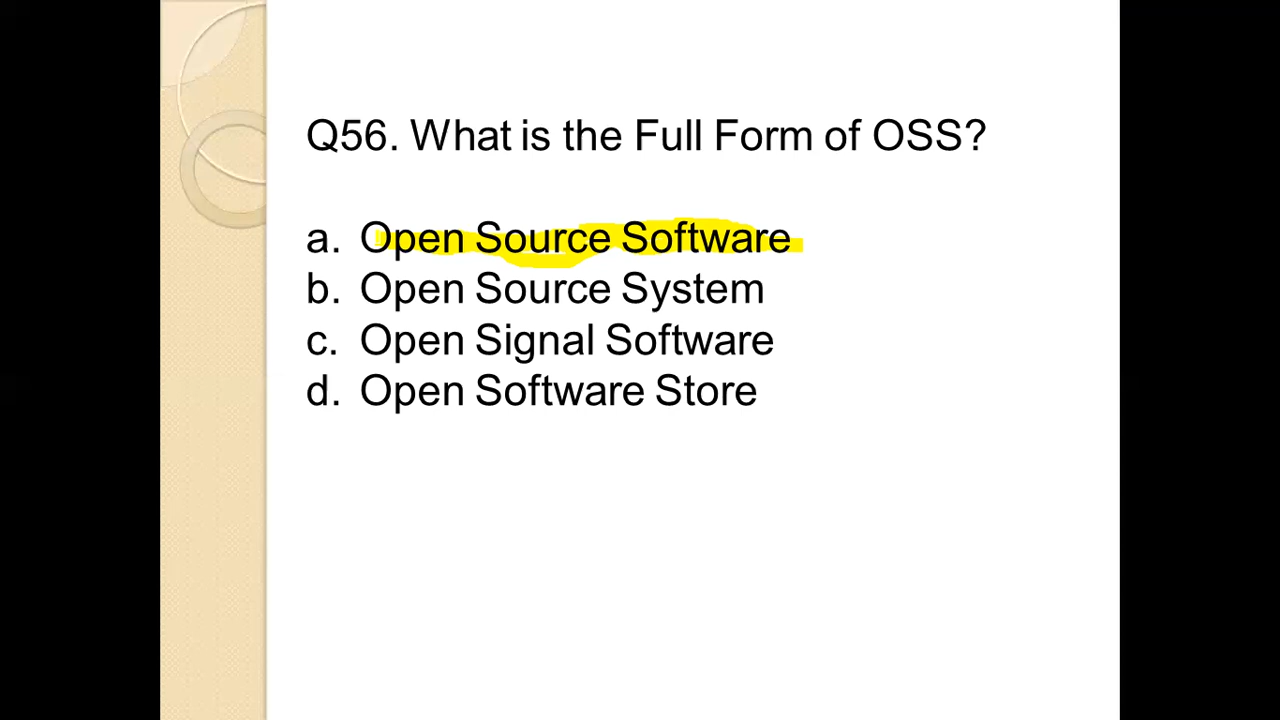 Q56. What is the Full Form of OSS?
a. Open Source Software
b. Open Source System
c. Open Signal Software
d. Open Software Store